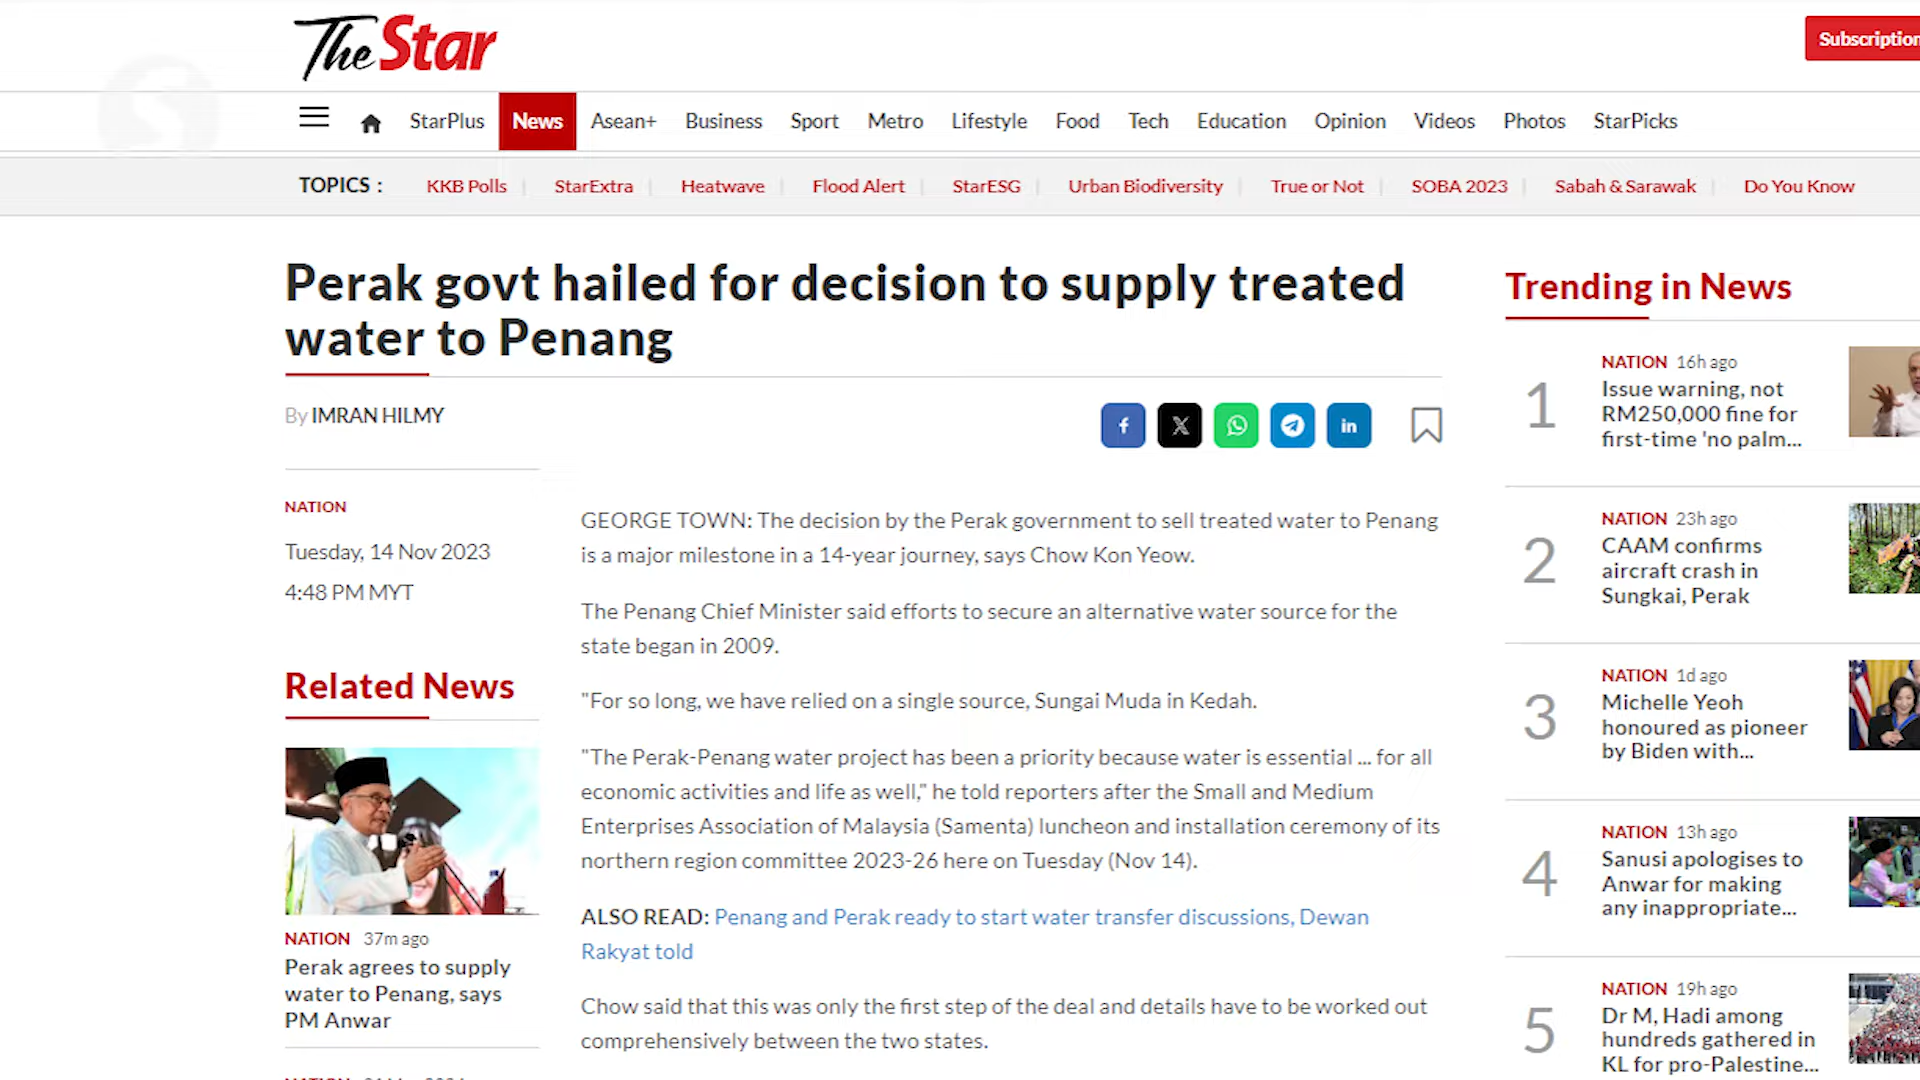 The Star
Subscription
StarPlus News Asean+ Business Sport Metro Lifestyle Food Tech Education Opinion Videos Photos StarPicks
TOPICS : KKB Polls StarExtra Heatwave Flood Alert StarESG Urban Biodiversity True or Not SOBA 2023 Sabah & Sarawak Do You Know
Perak govt hailed for decision to supply treated
water to Penang
By IMRAN HILMY
NATION
Tuesday, 14 Nov 2023
4:48 PM MYT
GEORGE TOWN: The decision by the Perak government to sell treated water to Penang
is a major milestone in a 14-year journey, says Chow Kon Yeow.
The Penang Chief Minister said efforts to secure an alternative water source for the
state began in 2009.
"For so long, we have relied on a single source, Sungai Muda in Kedah.
"The Perak-Penang water project has been a priority because water is essential ... for all
economic activities and life as well," he told reporters after the Small and Medium
Enterprises Association of Malaysia (Samenta) luncheon and installation ceremony of its
northern region committee 2023-26 here on Tuesday (Nov 14).
ALSO READ: Penang and Perak ready to start water transfer discussions, Dewan
Rakyat told
Chow said that this was only the first step of the deal and details have to be worked out
comprehensively between the two states.
Related News
NATION 37m ago
Perak agrees to supply
water to Penang, says
PM Anwar
Trending in News
1
NATION 16h ago
Issue warning, not
RM250,000 fine for
first-time 'no palm...
2
NATION 23h ago
CAAM confirms
aircraft crash in
Sungkai, Perak
3
NATION 1d ago
Michelle Yeoh
honoured as pioneer
by Biden with...
4
NATION 13h ago
Sanusi apologises to
Anwar for making
any inappropriate...
5
NATION 19h ago
Dr M, Hadi among
hundreds gathered in
KL for pro-Palestine...